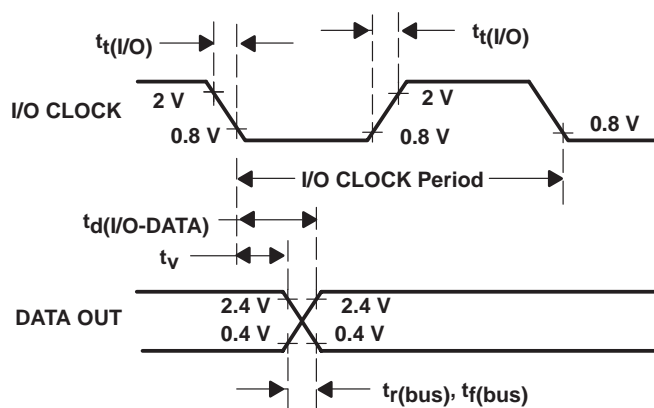 tt(I/O)
tt(I/O)
I/O CLOCK
2 V
2 V
0.8 V
0.8 V
0.8 V
I/O CLOCK Period
td(I/O-DATA)
tv
DATA OUT
2.4 V
2.4 V
0.4 V
0.4 V
tr(bus), tf(bus)